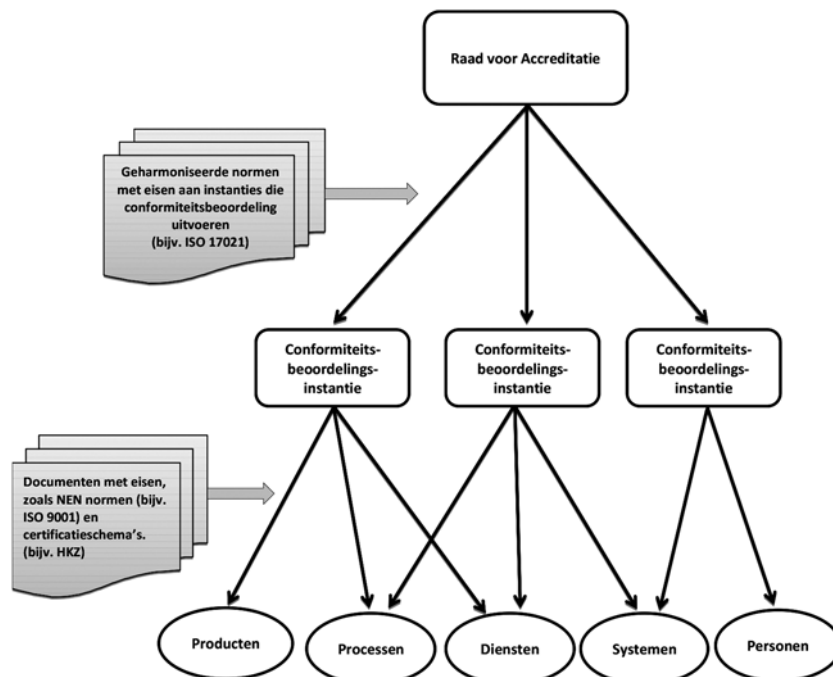 Raad voor Accreditatie
Geharmoniseerde normen
met eisen aan instanties die
conformiteitsbeoordeling
uitvoeren
(bijv. ISO 17021)
Conformiteits-
beoordelings-
instantie
Conformiteits-
beoordelings-
instantie
Conformiteits-
beoordelings-
instantie
Documenten met eisen,
zoals NEN normen (bijv.
ISO 9001) en
certificatieschema’s.
(bijv. HKZ)
Producten
Processen
Diensten
Systemen
Personen